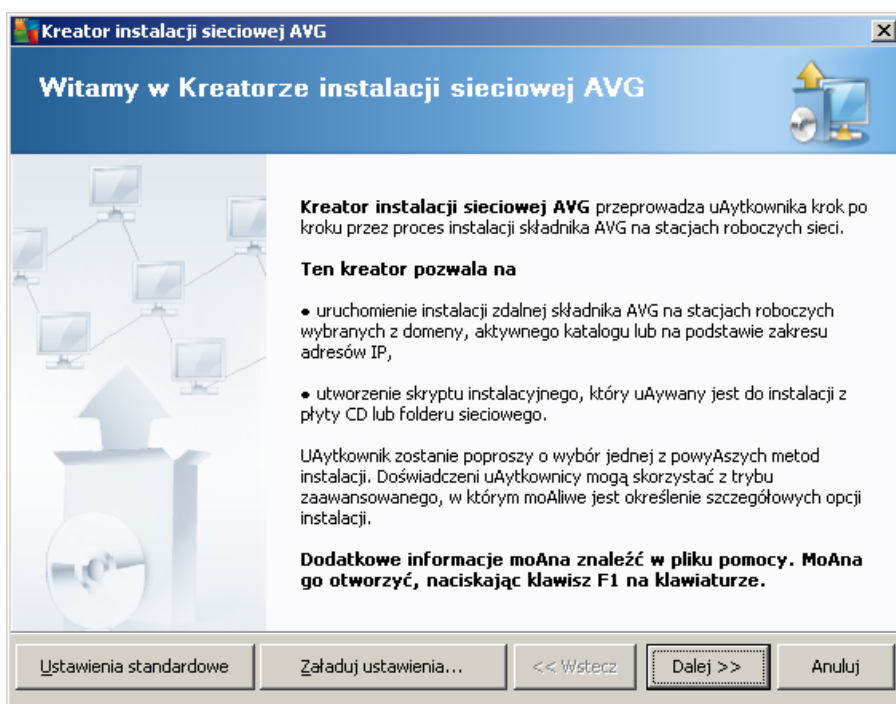 Kreator instalacji sieciowej AVG
Witamy w Kreatorze instalacji sieciowej AVG
Kreator instalacji sieciowej AVG przeprowadza uAytkownika krok po
kroku przez proces instalacji składnika AVG na stacjach roboczych sieci.
Ten kreator pozwala na
• uruchomienie instalacji zdalnej składnika AVG na stacjach roboczych
wybranych z domeny, aktywnego katalogu lub na podstawie zakresu
adresów IP,
• utworzenie skryptu instalacyjnego, który uAywany jest do instalacji z
płyty CD lub folderu sieciowego.
UAytkownik zostanie poproszy o wybór jednej z powyAszych metod
instalacji. Doświadczeni uAytkownicy mogą skorzystać z trybu
zaawansowanego, w którym moAliwe jest określenie szczegółowych opcji
instalacji.
Dodatkowe informacje moAna znaleźć w pliku pomocy. MoAna
go otworzyć, naciskając klawisz F1 na klawiaturze.
Ustawienia standardowe
Załaduj ustawienia...
<< Wstecz
Dalej >>
Anuluj